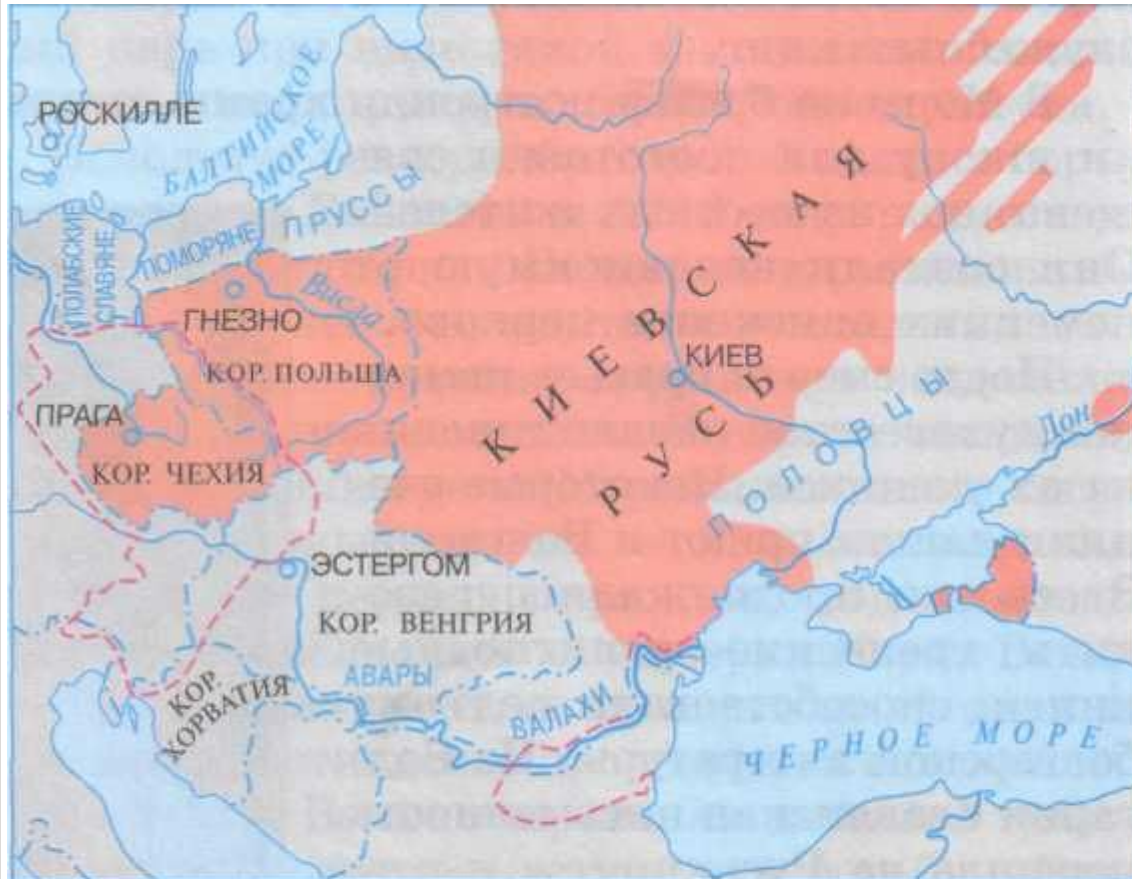 РОСКИЛЛЕ
БАЛТИЙСКОЕ
МОРЕ
ПРУССЫ
ПОМОРЯНЕ
ПОЛАБСКИЕ
СЛАВЯНЕ
ГНЕЗНО
Висла
КОР. ПОЛЬША
ПРАГА
КОР. ЧЕХИЯ
КИЕВСКАЯ
РУСЬ
КИЕВ
ПОЛОВЦЫ
Дон
ЭСТЕРГОМ
КОР. ВЕНГРИЯ
АВАРЫ
ВАЛАХИ
КОР.
ХОРВАТИЯ
ЧЕРНОЕ МОРЕ